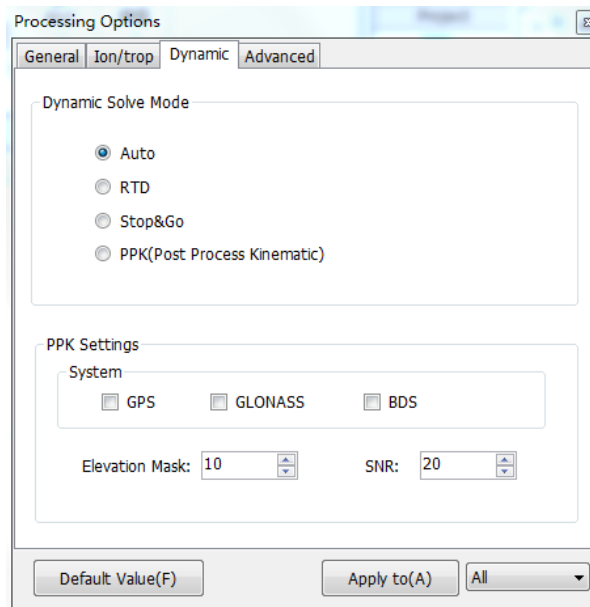 Processing Options
General Ion/trop Dynamic Advanced
Dynamic Solve Mode
Auto
RTD
Stop&Go
PPK(Post Process Kinematic)
PPK Settings
System
GPS GLONASS BDS
Elevation Mask: 10 SNR: 20
Default Value(F) Apply to(A) All